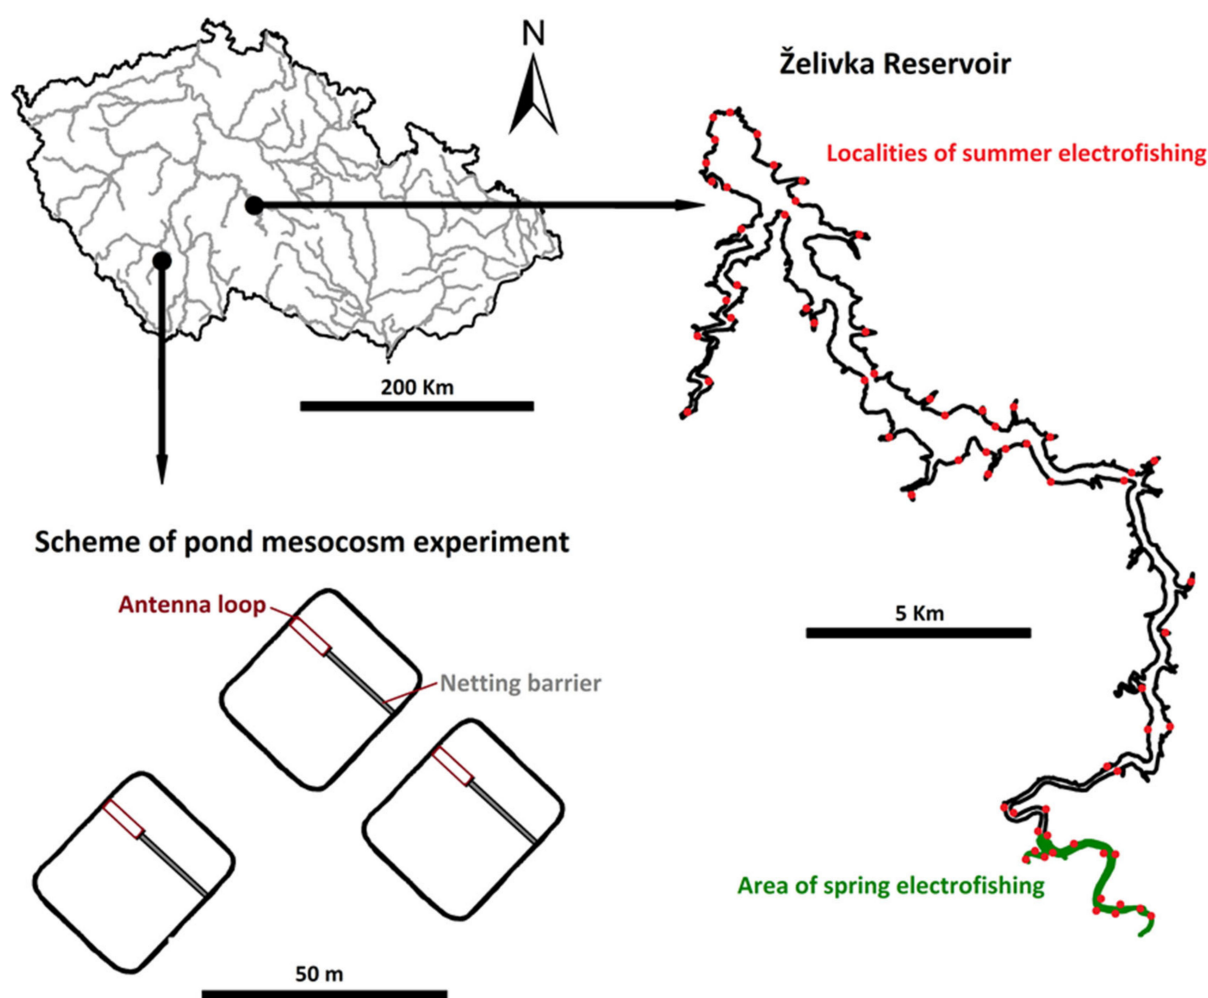 N
Želivka Reservoir
Localities of summer electrofishing
200 Km
Scheme of pond mesocosm experiment
Antenna loop
Netting barrier
5 Km
Area of spring electrofishing
50 m